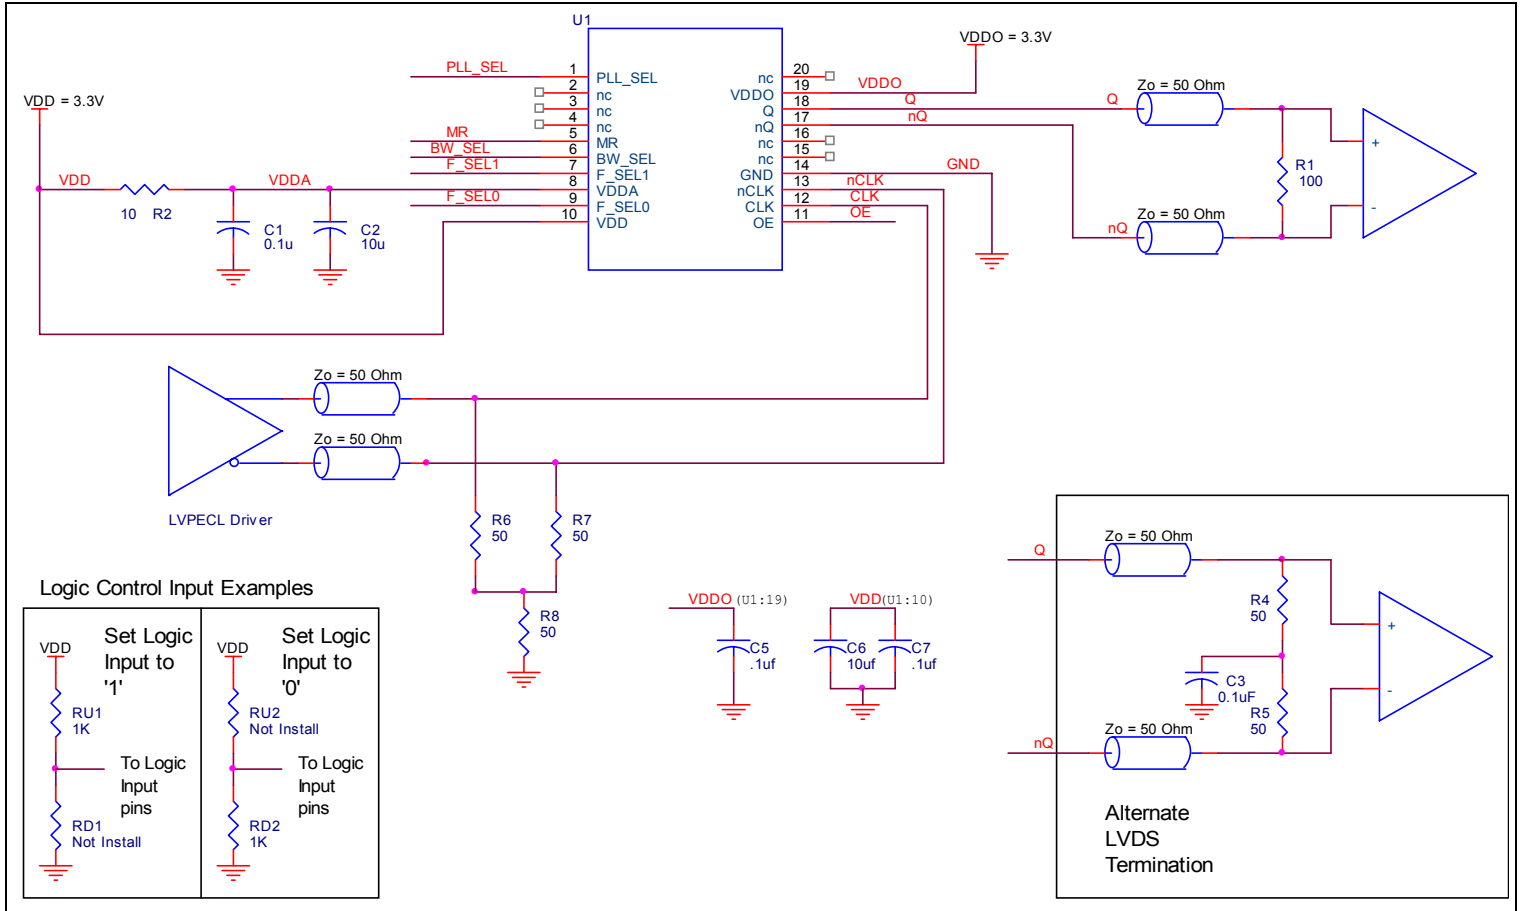 U1
VDD = 3.3V
VDDO = 3.3V
PLL_SEL
MR
BW_SEL
F_SEL1
VDD
VDDA
F_SEL0
10 R2
C1
0.1u
C2
10u
1 PLL_SEL
2 nc
3 nc
4 nc
5 MR
6 BW_SEL
7 F_SEL1
8 VDDA
9 F_SEL0
10 VDD
nc 20
VDDO 19
Q 18
nQ 17
nc 16
nc 15
GND 14
nCLK 13
CLK 12
OE 11
VDDO
Q
nQ
GND
nCLK
CLK
OE
Zo = 50 Ohm
Q
R1
100
+
-
Zo = 50 Ohm
nQ
Zo = 50 Ohm
Zo = 50 Ohm
LVPECL Driver
R6
50
R7
50
R8
50
Logic Control Input Examples
VDD
Set Logic
Input to
'1'
RU1
1K
To Logic
Input
pins
RD1
Not Install
VDD
Set Logic
Input to
'0'
RU2
Not Install
To Logic
Input
pins
RD2
1K
VDDO (U1:19)
C5
.1uf
VDD(U1:10)
C6
10uf
C7
.1uf
Q
Zo = 50 Ohm
R4
50
+
C3
0.1uF
R5
50
-
nQ
Zo = 50 Ohm
Alternate
LVDS
Termination